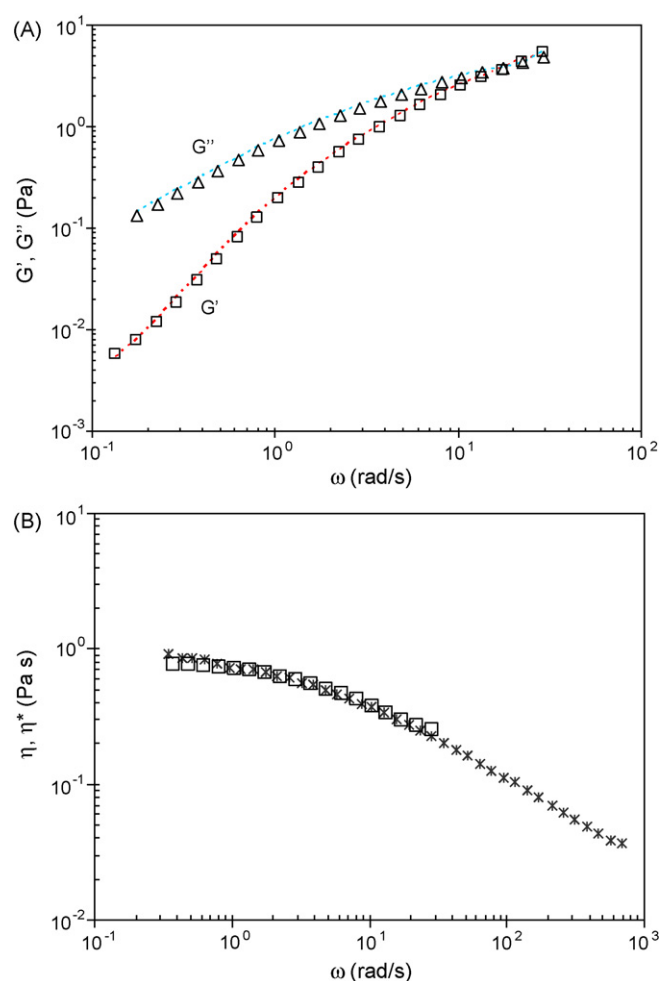 (A)
10¹
10⁰
10⁻¹
10⁻²
10⁻³
G', G'' (Pa)
G''
G'
10⁻¹ 10⁰ 10¹ 10²
ω (rad/s)
(B)
10¹
10⁰
10⁻¹
10⁻²
η, η* (Pa s)
10⁻¹ 10⁰ 10¹ 10² 10³
ω (rad/s)